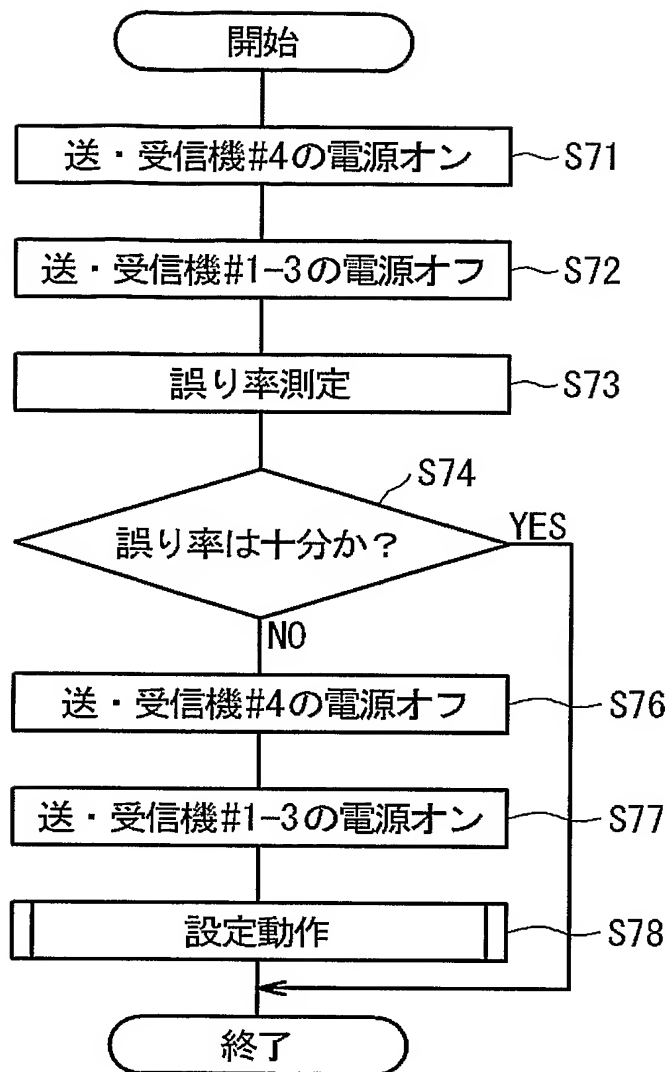 開始
送・受信機#4の電源オン S71
送・受信機#1-3の電源オフ S72
誤り率測定 S73
S74
誤り率は十分か? YES
NO
送・受信機#4の電源オフ S76
送・受信機#1-3の電源オン S77
設定動作 S78
終了